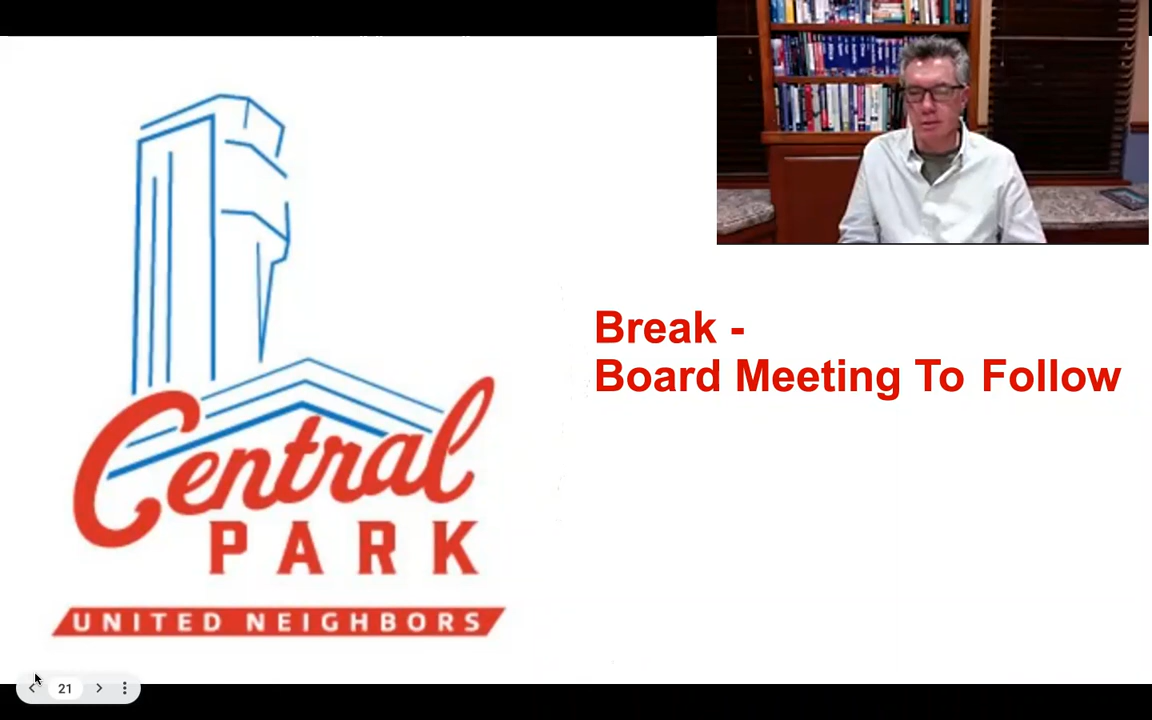 Break -
Board Meeting To Follow
Central
PARK
UNITED NEIGHBORS
21